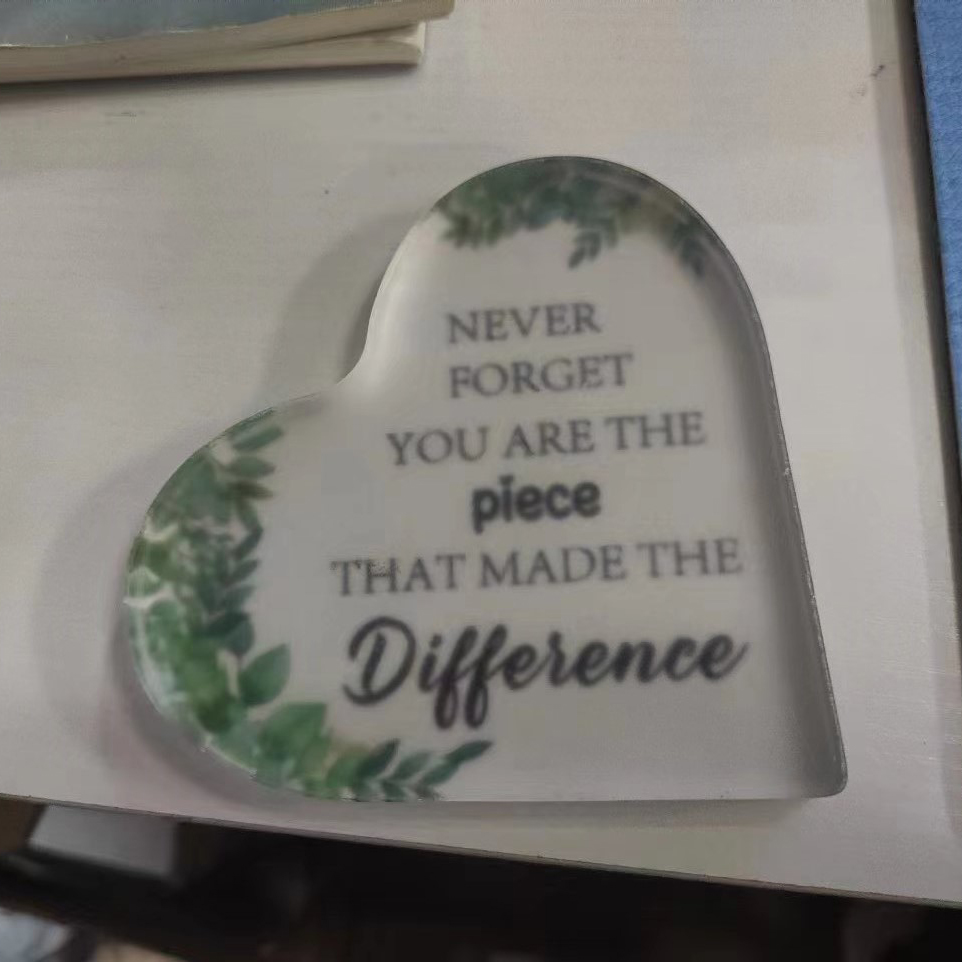 NEVER
FORGET
YOU ARE THE
piece
THAT MADE THE
Difference